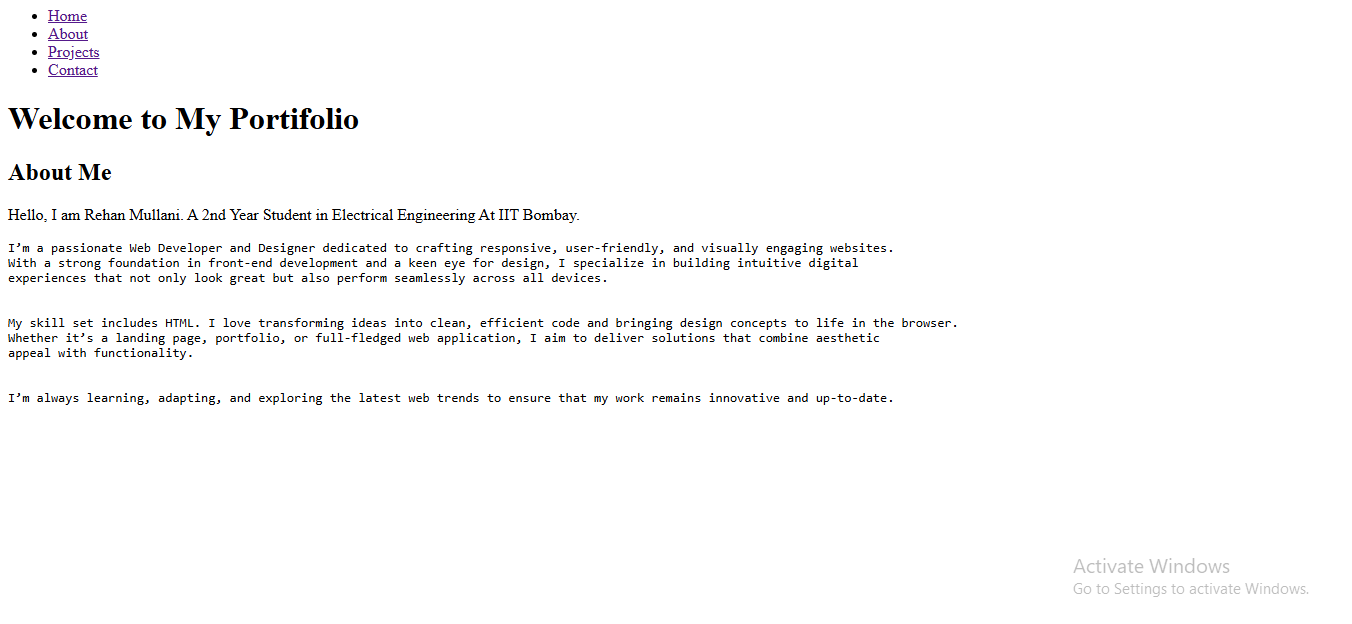 Home
About
Projects
Contact
Welcome to My Portifolio
About Me
Hello, I am Rehan Mullani. A 2nd Year Student in Electrical Engineering At IIT Bombay.
I’m a passionate Web Developer and Designer dedicated to crafting responsive, user-friendly, and visually engaging websites.
With a strong foundation in front-end development and a keen eye for design, I specialize in building intuitive digital
experiences that not only look great but also perform seamlessly across all devices.
My skill set includes HTML. I love transforming ideas into clean, efficient code and bringing design concepts to life in the browser.
Whether it’s a landing page, portfolio, or full-fledged web application, I aim to deliver solutions that combine aesthetic
appeal with functionality.
I’m always learning, adapting, and exploring the latest web trends to ensure that my work remains innovative and up-to-date.
Activate Windows
Go to Settings to activate Windows.